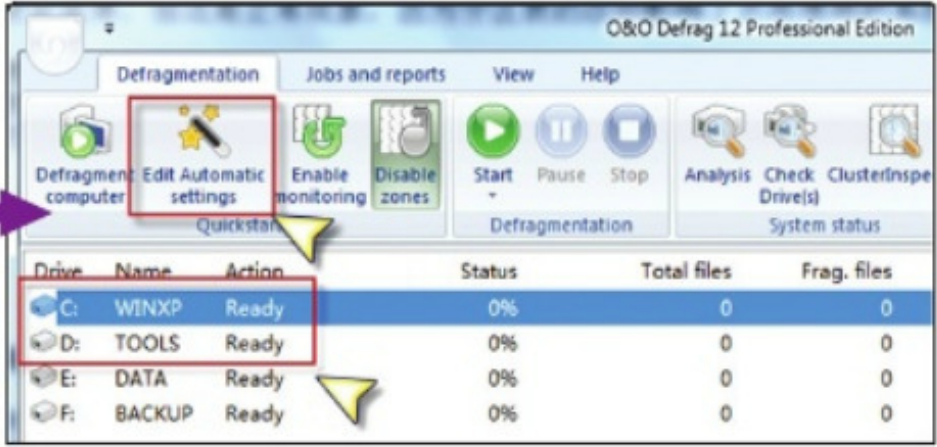 O&O Defrag 12 Professional Edition
Defragmentation Jobs and reports View Help
Defragment computer
Edit Automatic settings
Enable monitoring
Disable zones
Start
Pause
Stop
Analysis
Check Drive(s)
Quickstar
Defragmentation
System status
Drive Name Action Status Total files Frag. files
C: WINXP Ready 0% 0 0
D: TOOLS Ready 0% 0 0
E: DATA Ready 0% 0 0
F: BACKUP Ready 0% 0 0